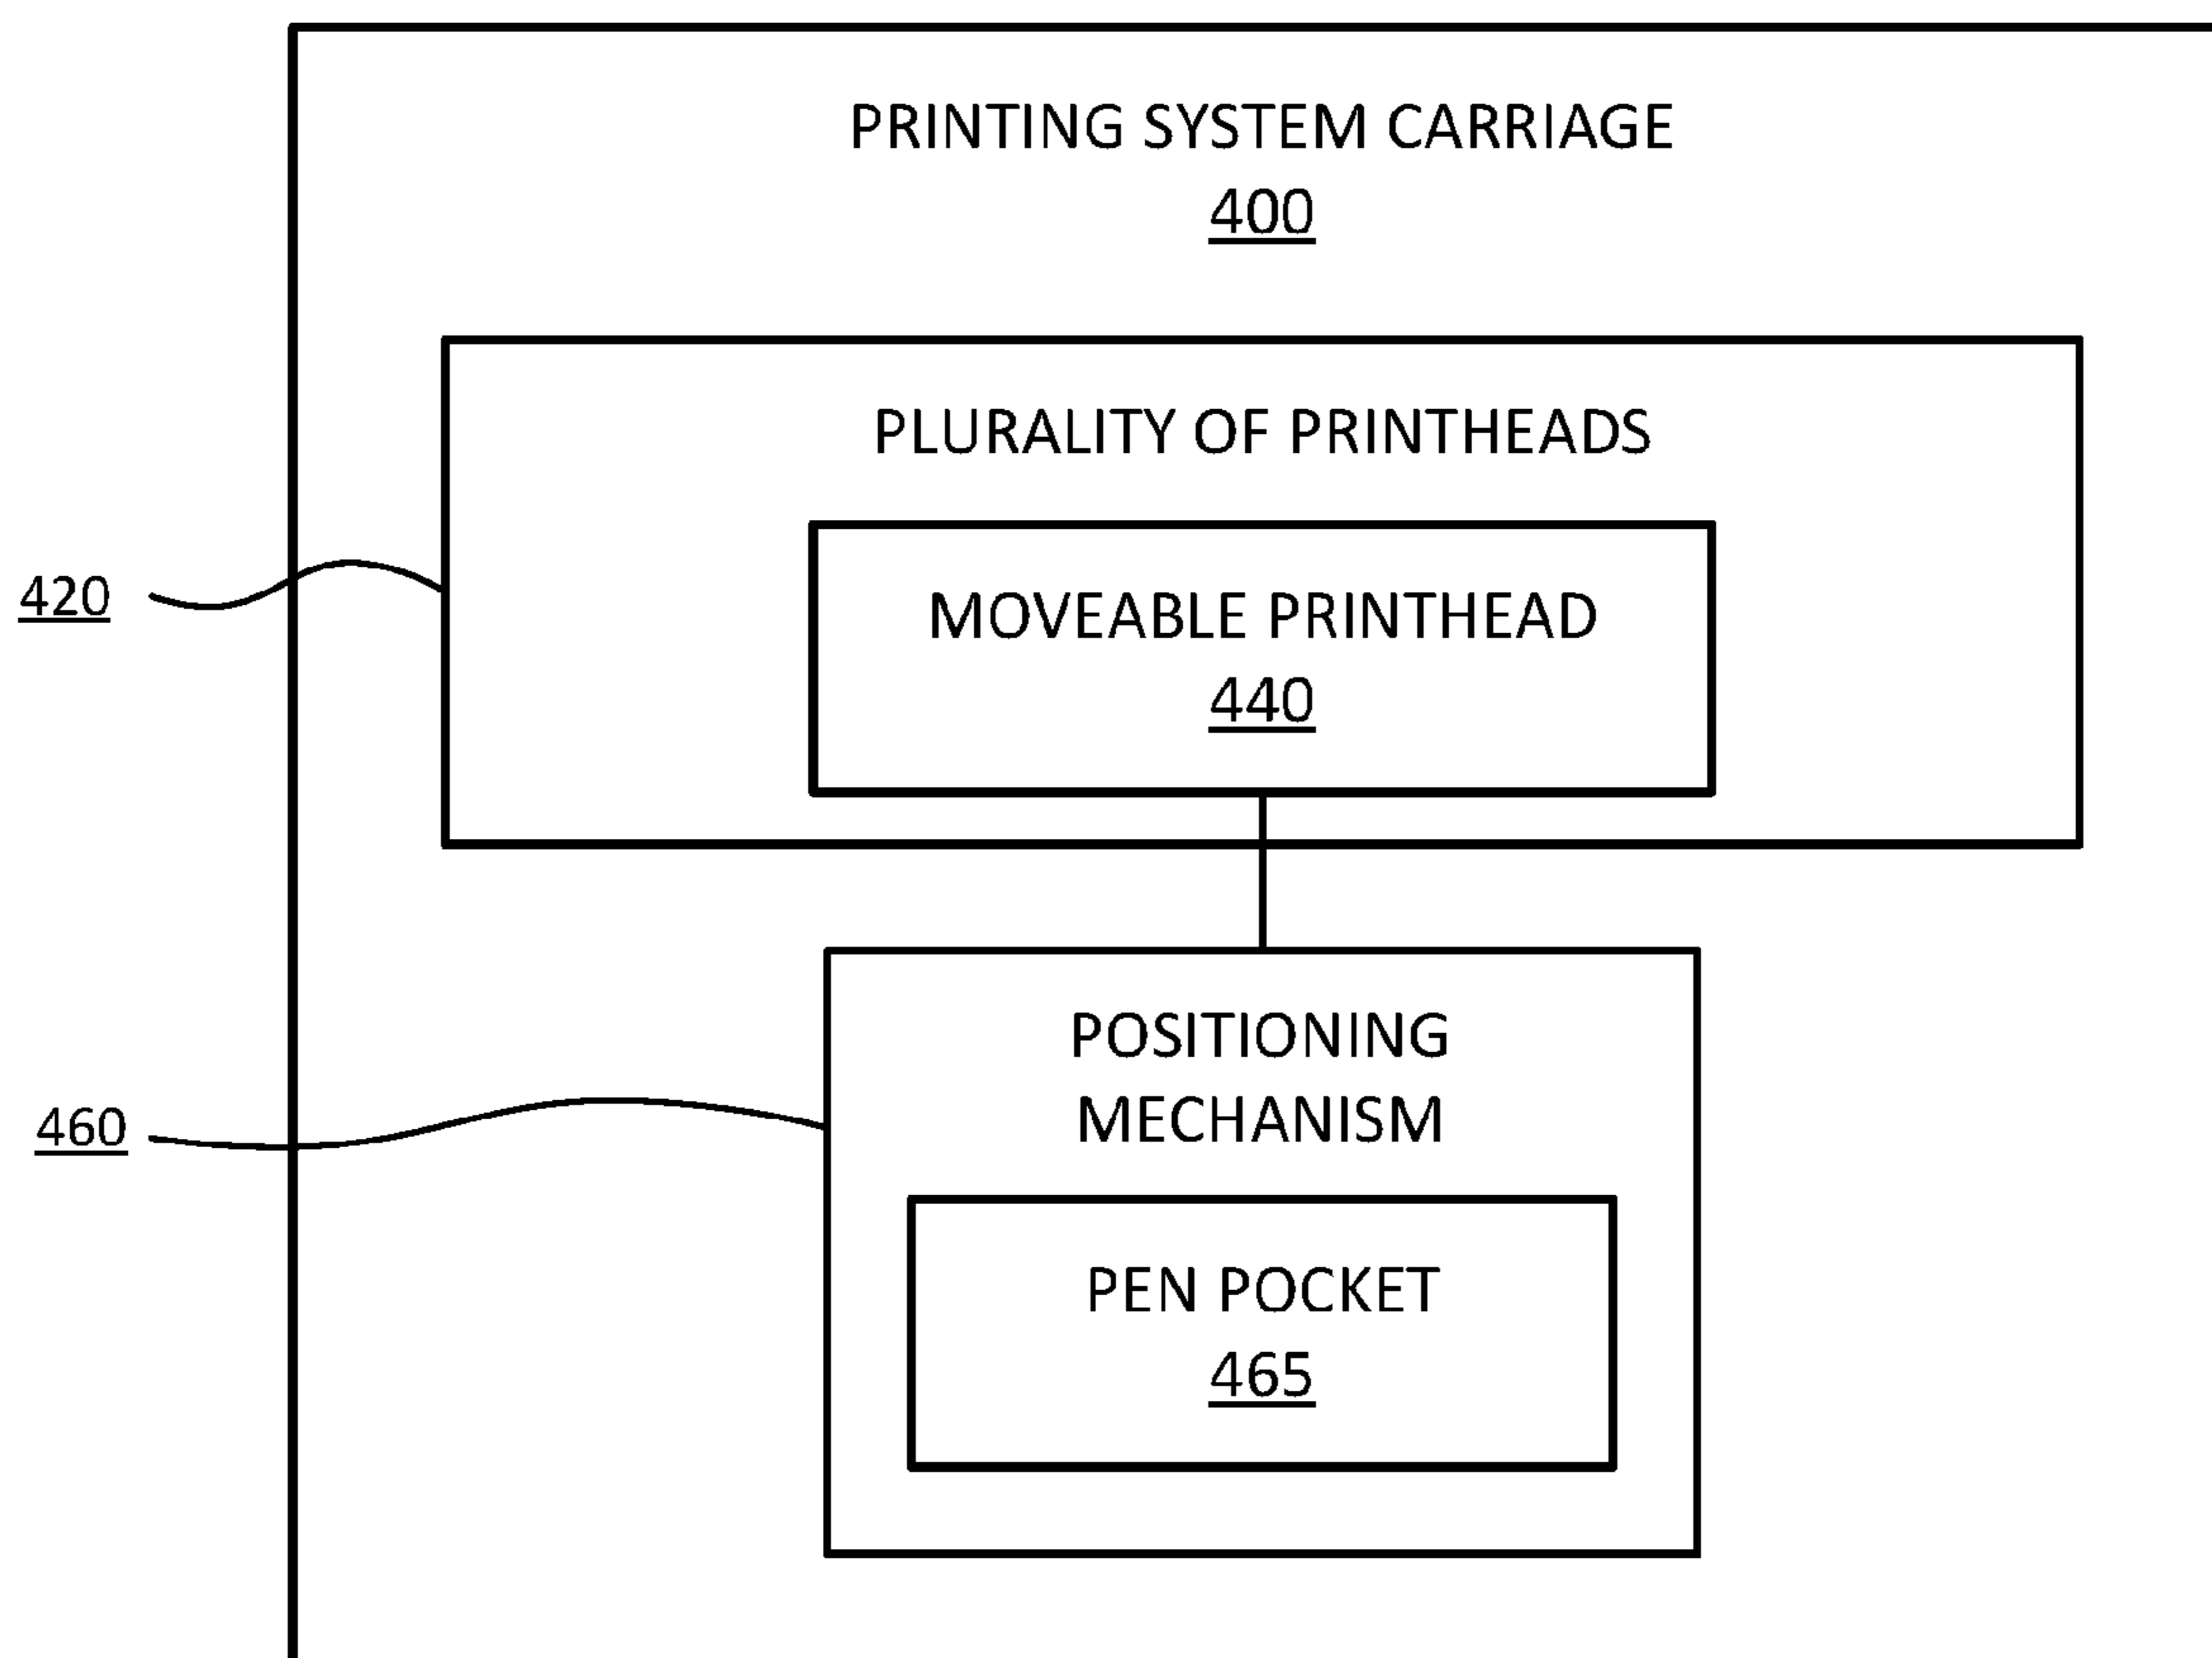 PRINTING SYSTEM CARRIAGE
400
PLURALITY OF PRINTHEADS
420
MOVEABLE PRINTHEAD
440
POSITIONING
MECHANISM
460
PEN POCKET
465